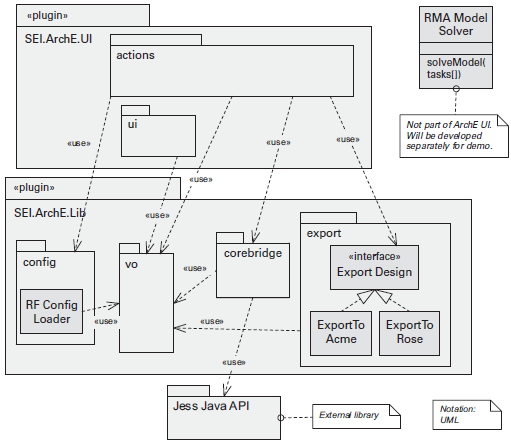 «plugin»
SEI.ArchE.UI
actions
ui
RMA Model
Solver
solveModel(
tasks[])
Not part of ArchE UI.
Will be developed
separately for demo.
«use»
«use»
«use»
«use»
«use»
«plugin»
SEI.ArchE.Lib
config
RF Config
Loader
«use»
vo
«use»
corebridge
«use»
export
«interface»
Export Design
ExportTo
Acme
ExportTo
Rose
«use»
Jess Java API
External library
Notation:
UML